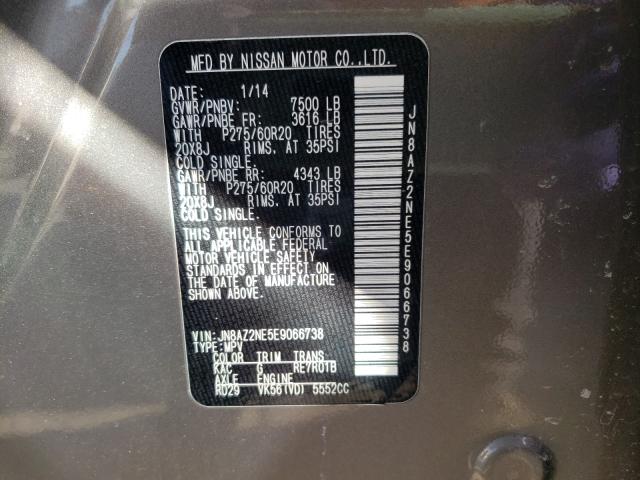 MFD BY NISSAN MOTOR CO.,LTD.
DATE: 1/14
GVWR/PNBV: 7500 LB
GAWR/PNBE FR: 3616 LB
WITH P275/60R20 TIRES
20X8J RIMS. AT 35PSI
COLD SINGLE.
GAWR/PNBE RR: 4343 LB
WITH P275/60R20 TIRES
20X8J RIMS. AT 35PSI
COLD SINGLE.
THIS VEHICLE CONFORMS TO
ALL APPLICABLE FEDERAL
MOTOR VEHICLE SAFETY
STANDARDS IN EFFECT ON
THE DATE OF MANUFACTURE
SHOWN ABOVE.
VIN:JN8AZ2NE5E9066738
TYPE:MPV
COLOR TRIM TRANS
KAC G RE7R01B
AXLE ENGINE
RD29 VK56(VD) 5552CC
JN8AZ2NE5E9066738